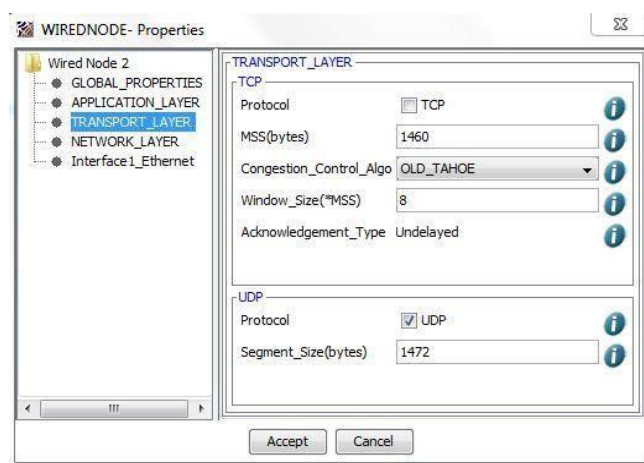 WIREDNODE- Properties
Wired Node 2
GLOBAL_PROPERTIES
APPLICATION_LAYER
TRANSPORT_LAYER
NETWORK_LAYER
Interface1_Ethernet
TRANSPORT_LAYER
TCP
Protocol TCP
MSS(bytes) 1460
Congestion_Control_Algo OLD_TAHOE
Window_Size(*MSS) 8
Acknowledgement_Type Undelayed
UDP
Protocol UDP
Segment_Size(bytes) 1472
Accept Cancel